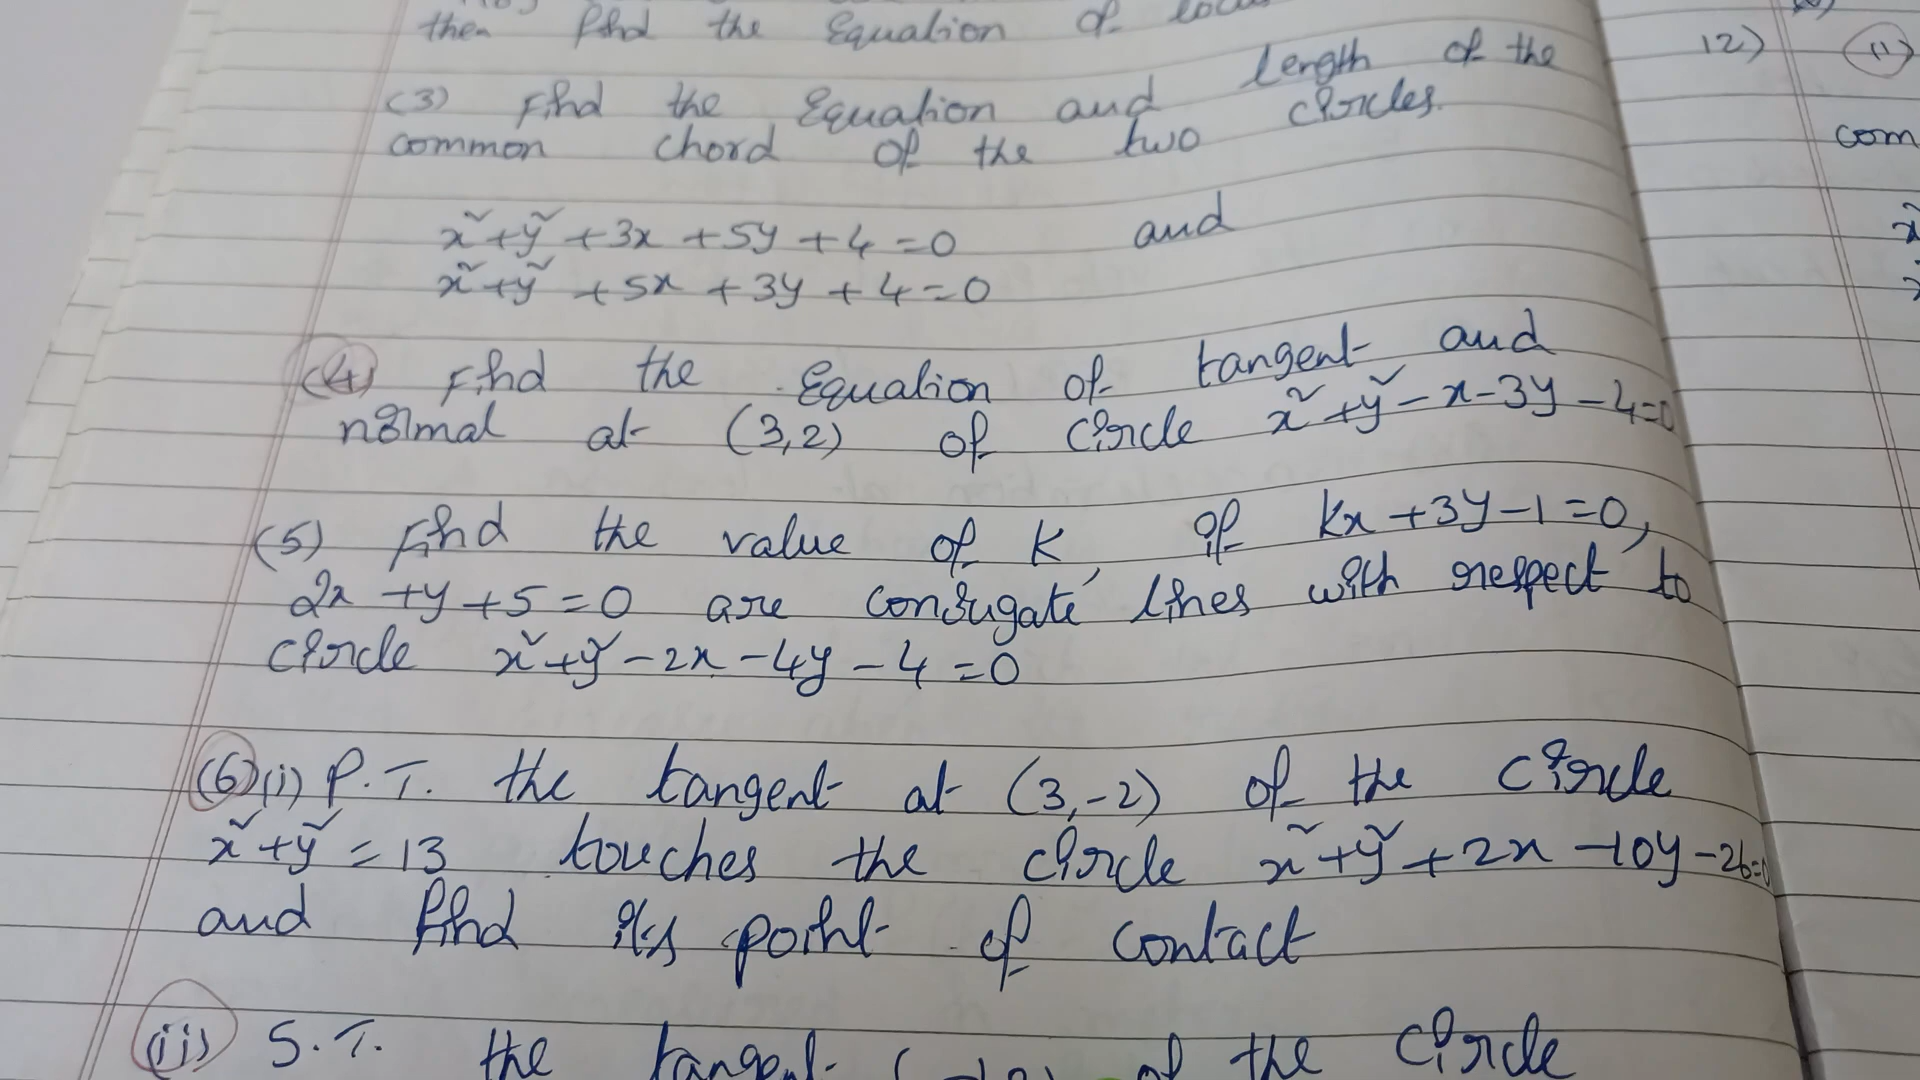 then find the Equation of
(3) Find the Equation and length of the
common chord of the two circles.
x²+y²+3x+5y+4=0 and
x²+y²+5x+3y+4=0
(4) Find the Equation of tangent and
normal at (3,2) of circle x²+y²-x-3y-4=0
(5) Find the value of K, if kx+3y-1=0,
2x+y+5=0 are conjugate lines with respect to
circle x²+y²-2x-4y-4=0
(6)(i) P.T. the tangent at (3,-2) of the circle
x²+y²=13 touches the circle x²+y²+2x-10y-26=0
and find its point of contact
(ii) S.T. the tangent of the circle
12) (1)
com